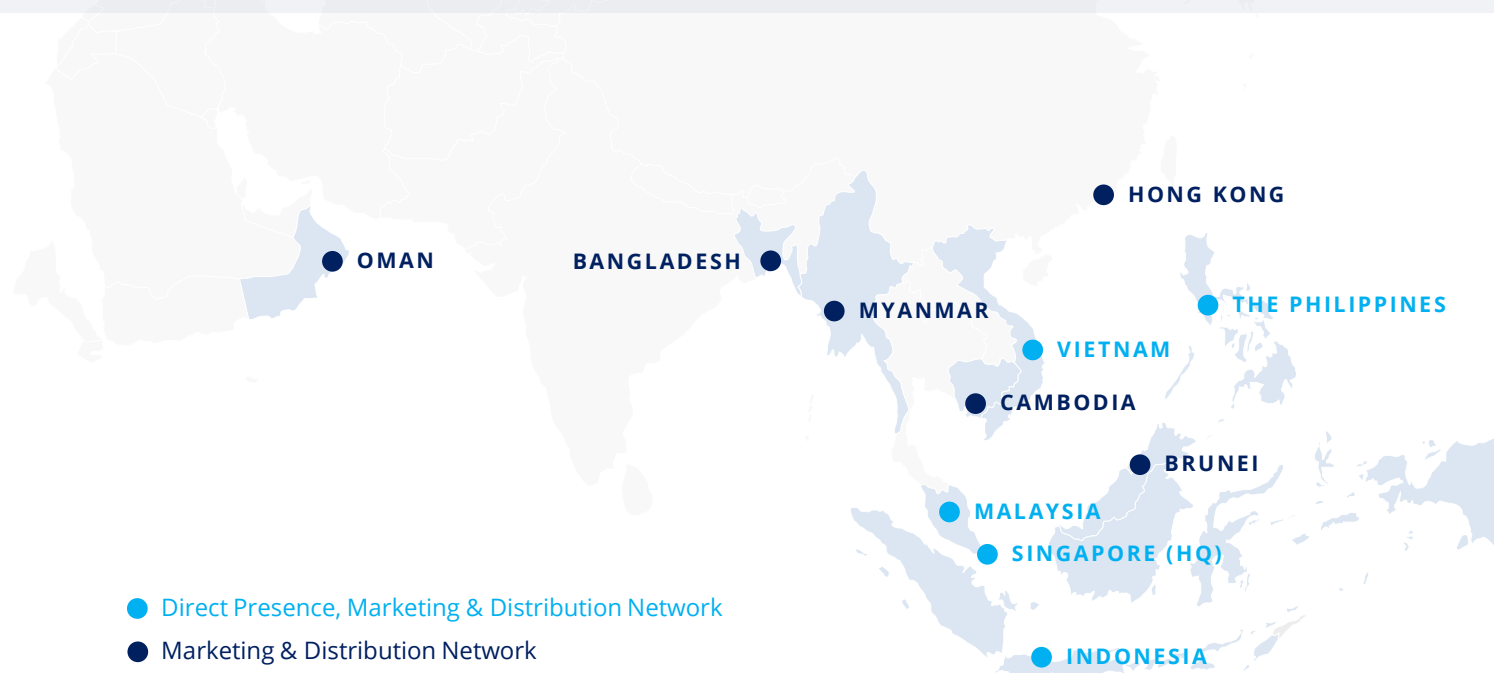 HONG KONG
OMAN
BANGLADESH
THE PHILIPPINES
MYANMAR
VIETNAM
CAMBODIA
BRUNEI
MALAYSIA
SINGAPORE (HQ)
Direct Presence, Marketing & Distribution Network
Marketing & Distribution Network
INDONESIA